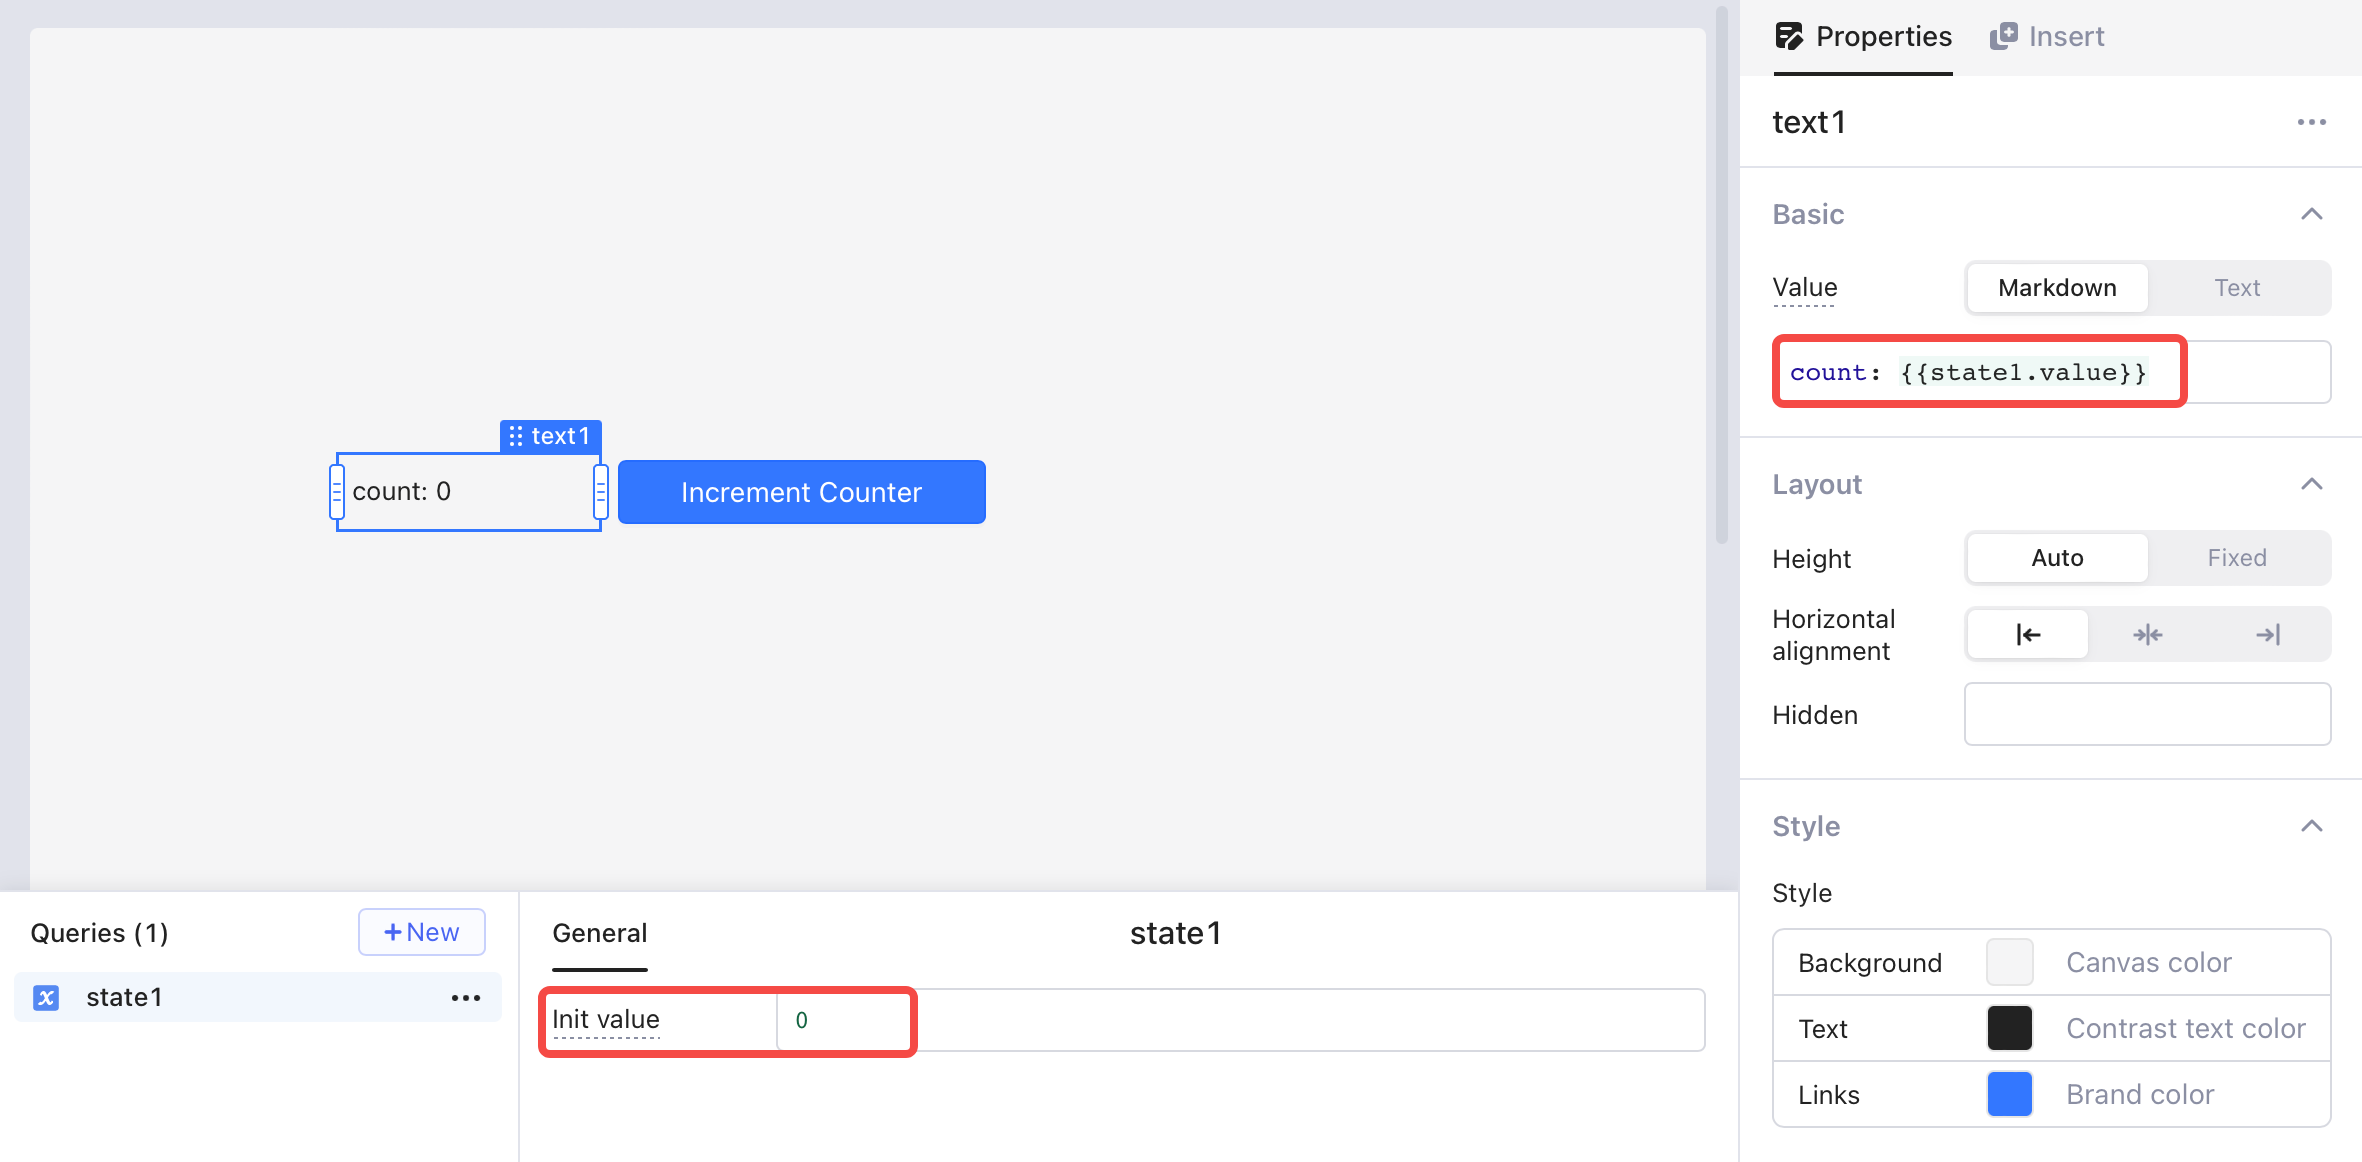 text1
count: 0
Increment Counter
Queries (1)
+ New
state1
General
state1
Init value
0
Properties
Insert
text1
Basic
Value
Markdown
Text
count: {{state1.value}}
Layout
Height
Auto
Fixed
Horizontal
alignment
Hidden
Style
Style
Background
Canvas color
Text
Contrast text color
Links
Brand color